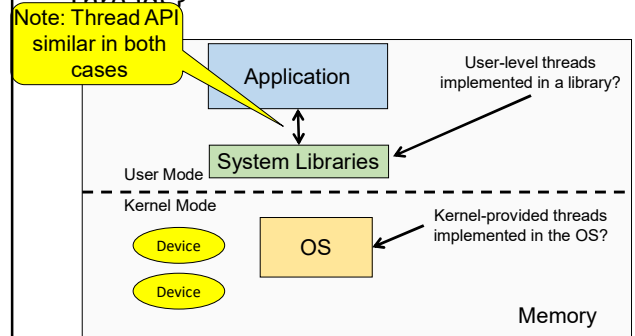 Note: Thread API
similar in both
cases
Application
User-level threads
implemented in a library?
System Libraries
User Mode
Kernel Mode
Device
Device
OS
Kernel-provided threads
implemented in the OS?
Memory